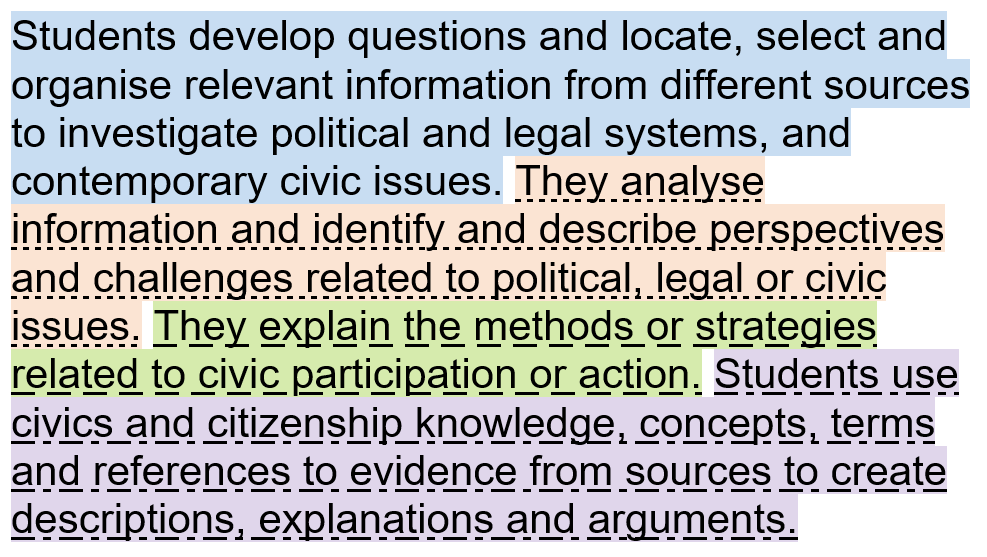 Students develop questions and locate, select and
organise relevant information from different sources
to investigate political and legal systems, and
contemporary civic issues. They analyse
information and identify and describe perspectives
and challenges related to political, legal or civic
issues. They explain the methods or strategies
related to civic participation or action. Students use
civics and citizenship knowledge, concepts, terms
and references to evidence from sources to create
descriptions, explanations and arguments.